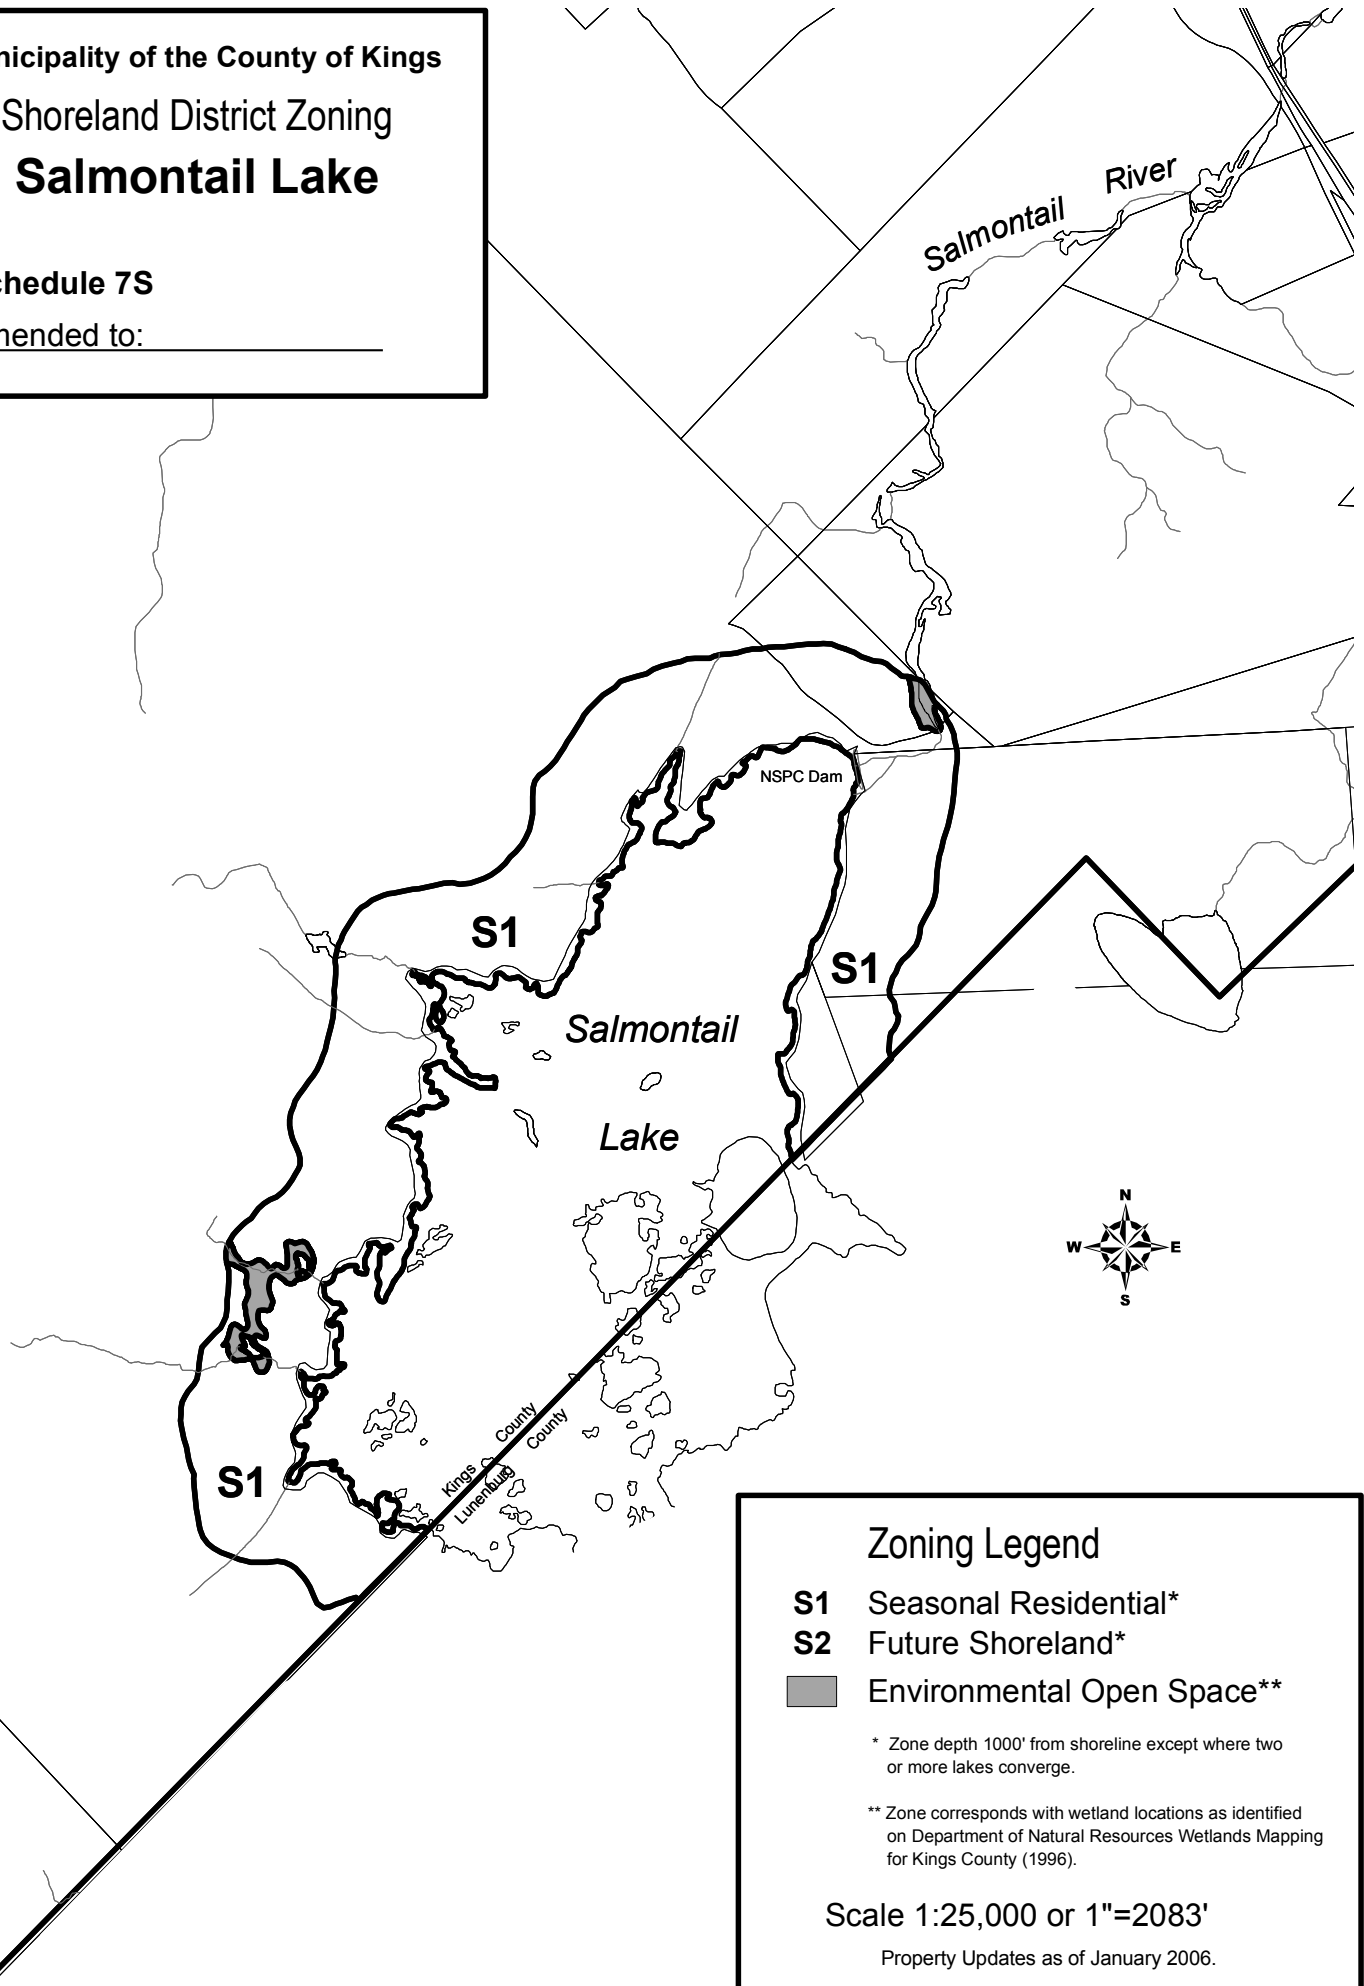 nicipality of the County of Kings
Shoreland District Zoning
Salmontail Lake
hedule 7S
ended to:
Salmontail River
NSPC Dam
S1
S1
Salmontail
Lake
N
W E
S
Kings County
Lunenburg County
S1
Zoning Legend
S1 Seasonal Residential*
S2 Future Shoreland*
Environmental Open Space**
* Zone depth 1000' from shoreline except where two
or more lakes converge.
** Zone corresponds with wetland locations as identified
on Department of Natural Resources Wetlands Mapping
for Kings County (1996).
Scale 1:25,000 or 1"=2083'
Property Updates as of January 2006.